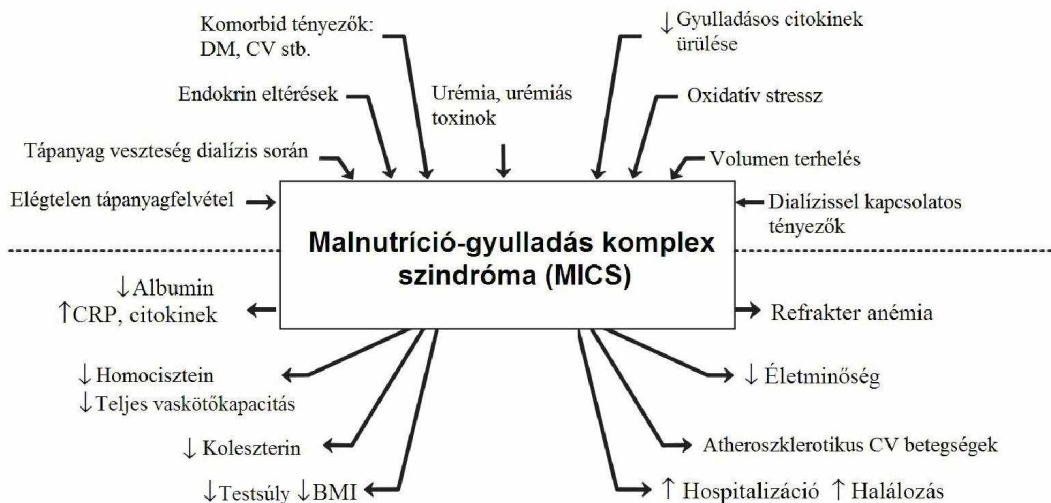 Komorbid tényezők:
DM, CV stb.
↓ Gyulladásos citokinek
ürülése
Endokrin eltérések
Urémia, urémiás
toxinok
Oxidatív stressz
Tápanyag veszteség dialízis során
Volumen terhelés
Elégtelen tápanyagfelvétel
Dialízissel kapcsolatos
tényezők
Malnutríció-gyulladás komplex
szindróma (MICS)
↓Albumin
↑CRP, citokinek
Refrakter anémia
↓ Homocisztein
↓Teljes vaskötőkapacitás
↓ Életminőség
↓ Koleszterin
Atheroszklerotikus CV betegségek
↓Testsúly ↓BMI
↑ Hospitalizáció ↑ Halálozás